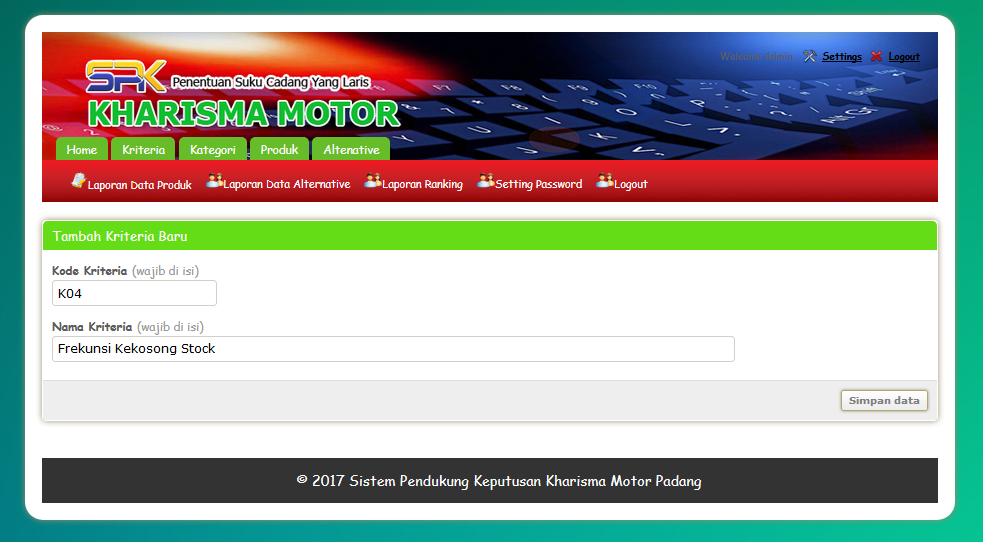 Welcome Admin Settings Logout
SPK Penentuan Suku Cadang Yang Laris
KHARISMA MOTOR
Home Kriteria Kategori Produk Altenative
Laporan Data Produk Laporan Data Alternative Laporan Ranking Setting Password Logout
Tambah Kriteria Baru
Kode Kriteria (wajib di isi)
K04
Nama Kriteria (wajib di isi)
Frekunsi Kekosong Stock
Simpan data
© 2017 Sistem Pendukung Keputusan Kharisma Motor Padang